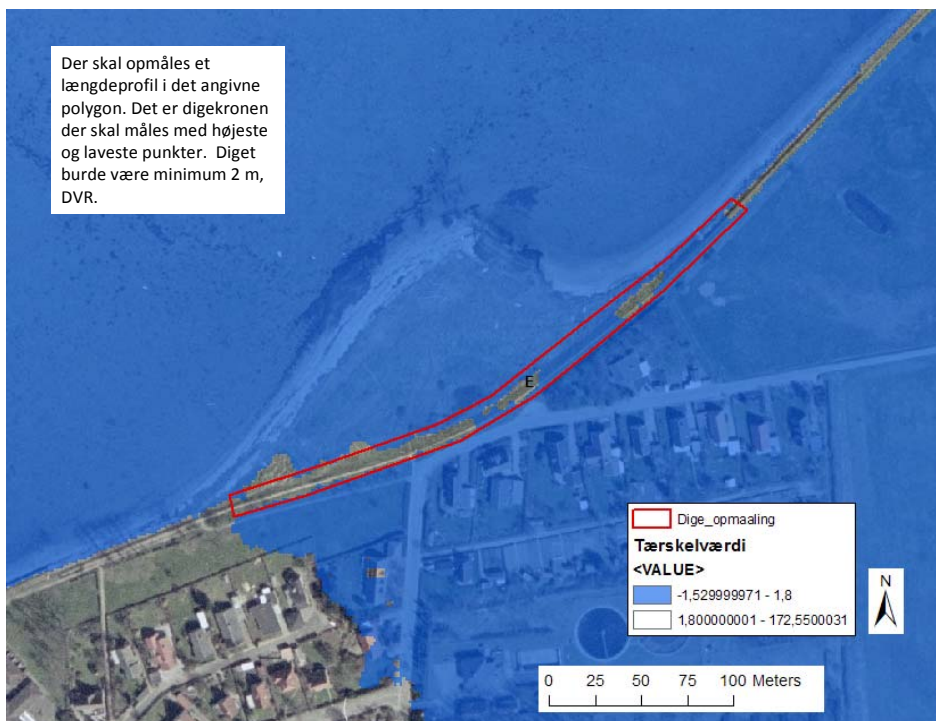 Der skal opmåles et
længdeprofil i det angivne
polygon. Det er digekronen
der skal måles med højeste
og laveste punkter.  Diget
burde være minimum 2 m,
DVR.
E
Dige_opmaaling
Tærskelværdi
<VALUE>
-1,529999971 - 1,8
1,800000001 - 172,5500031
N
0 25 50 75 100 Meters